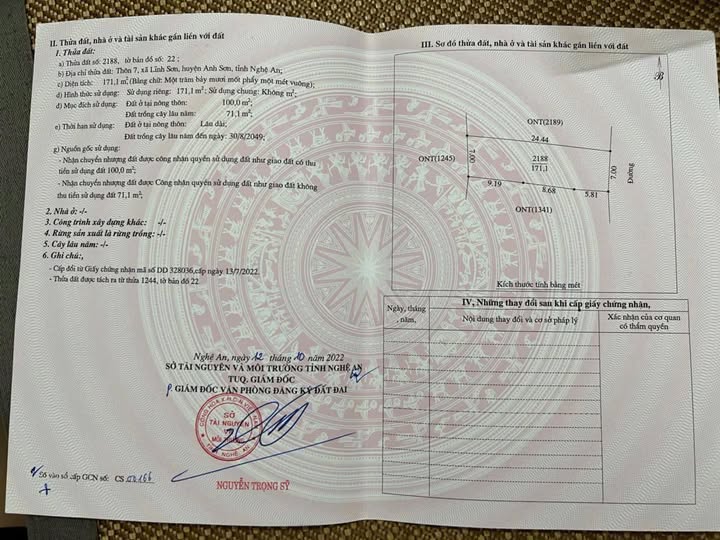 II. Thửa đất, nhà ở và tài sản khác gắn liền với đất
1. Thửa đất:
a) Thửa đất số: 2188, tờ bản đồ số: 22 ;
b) Địa chỉ thửa đất: Thôn 7, xã Lĩnh Sơn, huyện Anh Sơn, tỉnh Nghệ An;
c) Diện tích: 171,1 m² (Bằng chữ: Một trăm bảy mươi mốt phẩy một mét vuông);
d) Hình thức sử dụng: Sử dụng riêng: 171,1 m²; Sử dụng chung: Không m²;
đ) Mục đích sử dụng: Đất ở tại nông thôn: 100,0 m²;
Đất trồng cây lâu năm: 71,1 m²;
e) Thời hạn sử dụng: Đất ở tại nông thôn: Lâu dài;
Đất trồng cây lâu năm đến ngày: 30/8/2049;
g) Nguồn gốc sử dụng:
- Nhận chuyển nhượng đất được công nhận quyền sử dụng đất như giao đất có thu
tiền sử dụng đất 100,0 m²;
- Nhận chuyển nhượng đất được Công nhận quyền sử dụng đất như giao đất không
thu tiền sử dụng đất 71,1 m²;
2. Nhà ở: -/-
3. Công trình xây dựng khác: -/-
4. Rừng sản xuất là rừng trồng: -/-
5. Cây lâu năm: -/-
6. Ghi chú:,
- Cấp đổi từ Giấy chứng nhận mã số DD 328036,cấp ngày 13/7/2022.
- Thửa đất được tách ra từ thửa 1244, tờ bản đồ 22
Nghệ An, ngày 12 tháng 10 năm 2022
SỞ TÀI NGUYÊN VÀ MÔI TRƯỜNG TỈNH NGHỆ AN
TUQ. GIÁM ĐỐC
P. GIÁM ĐỐC VĂN PHÒNG ĐĂNG KÝ ĐẤT ĐAI
SỞ
TÀI NGUYÊN
VÀ
MÔI TRƯỜNG
TỈNH NGHỆ AN
NGUYỄN TRỌNG SỸ
Số vào sổ cấp GCN số: CS 00166
III. Sơ đồ thửa đất, nhà ở và tài sản khác gắn liền với đất
B
ONT(2189)
24.44
ONT(1245)
7.00
2188
171,1
7.00
Đường
9.19
8.68
5.81
ONT(1341)
Kích thước tính bằng mét
IV, Những thay đổi sau khi cấp giấy chứng nhận,
Ngày, tháng
, năm,
Nội dung thay đổi và cơ sở pháp lý
Xác nhận của cơ quan
có thẩm quyền